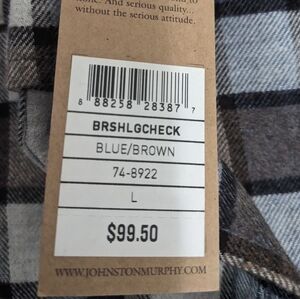 done. And serious quality...
without the serious attitude.
8 88258 28387 7
BRSHLGCHECK
BLUE/BROWN
74-8922
L
$99.50
WWW.JOHNSTONMURPHY.COM